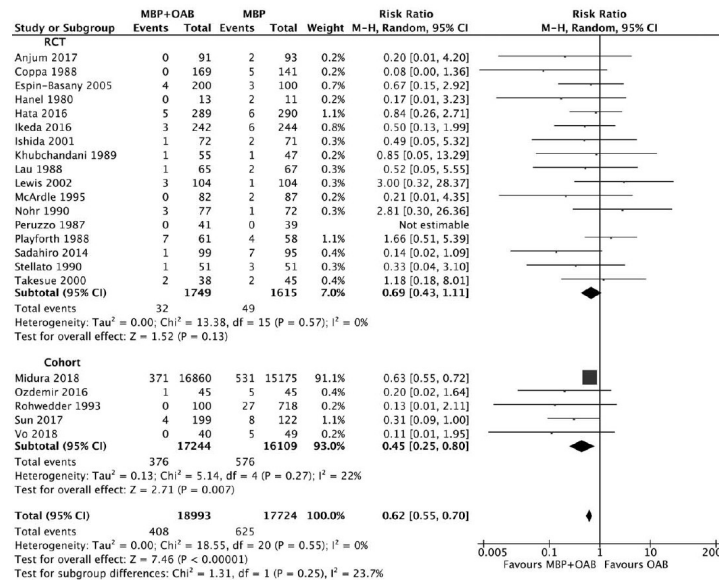 MBP+OAB MBP Risk Ratio Risk Ratio
Study or Subgroup Events Total Events Total Weight M-H, Random, 95% CI M-H, Random, 95% CI
RCT
Anjum 2017 0 91 2 93 0.2% 0.20 [0.01, 4.20]
Coppa 1988 0 169 5 141 0.2% 0.08 [0.00, 1.36]
Espin-Basany 2005 4 200 3 100 0.7% 0.67 [0.15, 2.92]
Hanel 1980 0 13 2 11 0.2% 0.17 [0.01, 3.23]
Hata 2016 5 289 6 290 1.1% 0.84 [0.26, 2.71]
Ikeda 2016 3 242 6 244 0.8% 0.50 [0.13, 1.99]
Ishida 2001 1 72 2 71 0.3% 0.49 [0.05, 5.32]
Khubchandani 1989 1 55 1 47 0.2% 0.85 [0.05, 13.29]
Lau 1988 1 65 2 67 0.3% 0.52 [0.05, 5.55]
Lewis 2002 3 104 1 104 0.3% 3.00 [0.32, 28.37]
McArdle 1995 0 82 2 87 0.2% 0.21 [0.01, 4.35]
Nohr 1990 3 77 1 72 0.3% 2.81 [0.30, 26.36]
Peruzzo 1987 0 41 0 39 Not estimable
Playforth 1988 7 61 4 58 1.1% 1.66 [0.51, 5.39]
Sadahiro 2014 1 99 7 95 0.3% 0.14 [0.02, 1.09]
Stellato 1990 1 51 3 51 0.3% 0.33 [0.04, 3.10]
Takesue 2000 2 38 2 45 0.4% 1.18 [0.18, 8.01]
Subtotal (95% CI) 1749 1615 7.0% 0.69 [0.43, 1.11]
Total events 32 49
Heterogeneity: Tau² = 0.00; Chi² = 13.38, df = 15 (P = 0.57); I² = 0%
Test for overall effect: Z = 1.52 (P = 0.13)
Cohort
Midura 2018 371 16860 531 15175 91.1% 0.63 [0.55, 0.72]
Ozdemir 2016 1 45 5 45 0.4% 0.20 [0.02, 1.64]
Rohwedder 1993 0 100 27 718 0.2% 0.13 [0.01, 2.11]
Sun 2017 4 199 8 122 0.9% 0.31 [0.09, 1.00]
Vo 2018 0 40 5 49 0.2% 0.11 [0.01, 1.95]
Subtotal (95% CI) 17244 16109 93.0% 0.45 [0.25, 0.80]
Total events 376 576
Heterogeneity: Tau² = 0.13; Chi² = 5.14, df = 4 (P = 0.27); I² = 22%
Test for overall effect: Z = 2.71 (P = 0.007)
Total (95% CI) 18993 17724 100.0% 0.62 [0.55, 0.70]
Total events 408 625
Heterogeneity: Tau² = 0.00; Chi² = 18.55, df = 20 (P = 0.55); I² = 0%
Test for overall effect: Z = 7.46 (P < 0.00001)
Test for subgroup differences: Chi² = 1.31, df = 1 (P = 0.25), I² = 23.7%
0.005 0.1 1 10 200
Favours MBP+OAB Favours OAB